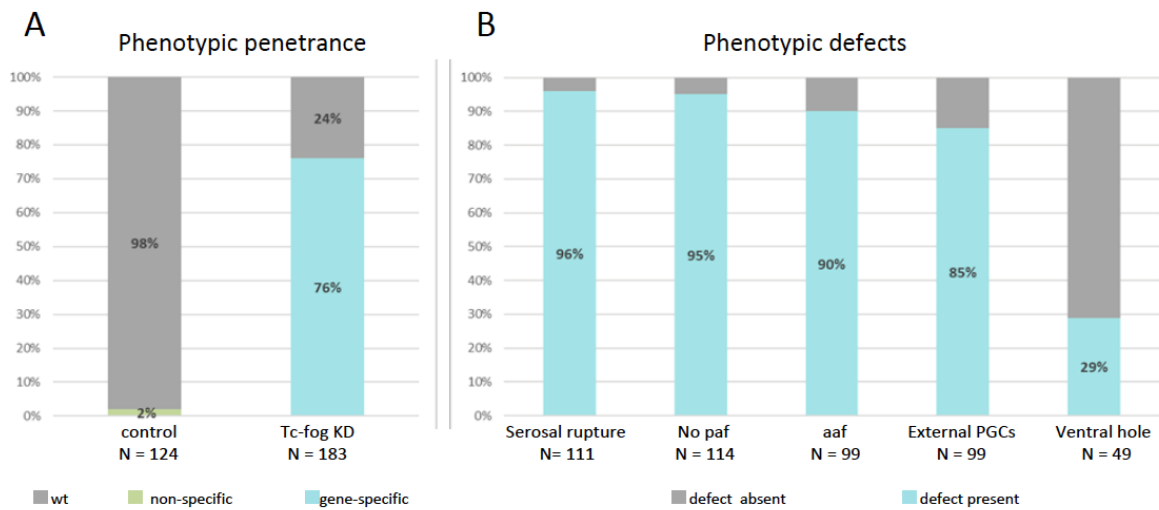 A
Phenotypic penetrance
100%
90%
80%
70%
60%
50%
40%
30%
20%
10%
0%
98%
2%
24%
76%
control
N = 124
Tc-fog KD
N = 183
wt
non-specific
gene-specific
B
Phenotypic defects
100%
90%
80%
70%
60%
50%
40%
30%
20%
10%
0%
96%
95%
90%
85%
29%
Serosal rupture
N= 111
No paf
N = 114
aaf
N = 99
External PGCs
N = 99
Ventral hole
N = 49
defect absent
defect present